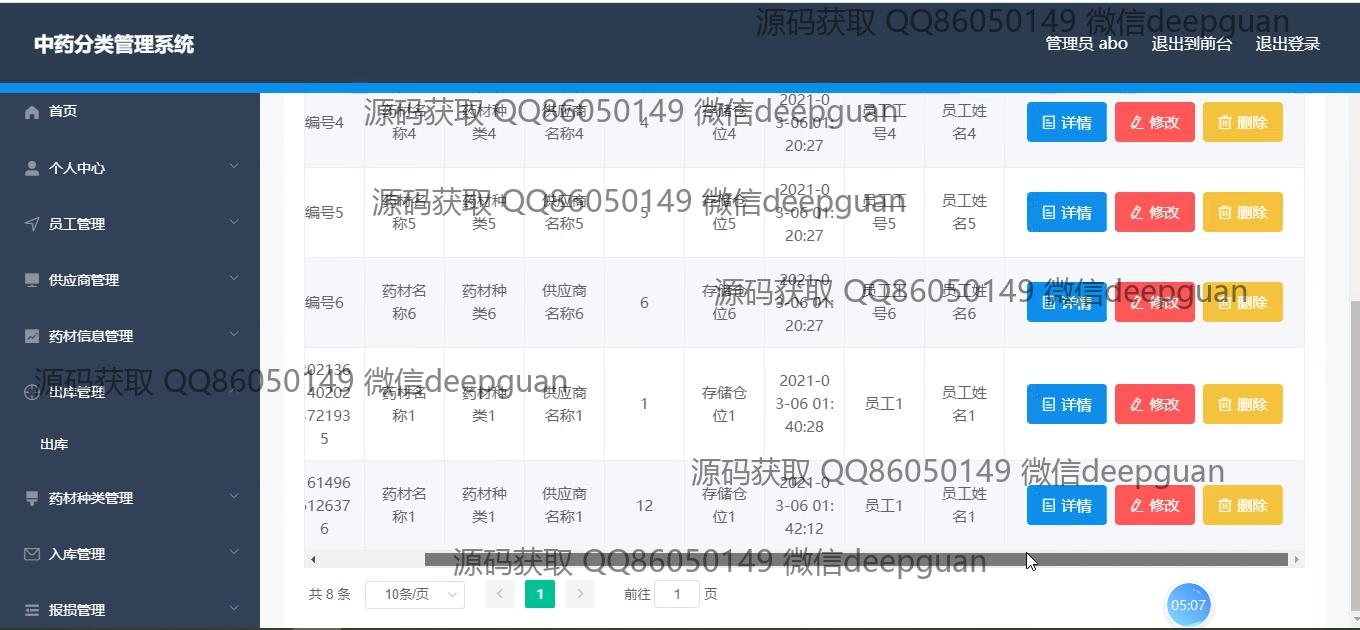 源码获取 QQ86050149 微信deepguan
中药分类管理系统
管理员 abo 退出到前台 退出登录
首页
个人中心
员工管理
供应商管理
药材信息管理
出库管理
出库
药材种类管理
入库管理
报损管理
源码获取 QQ86050149 微信deepguan
编号4 药材名称4 药材种类4 供应商名称4 4 存储仓位4 2021-03-06 01:20:27 员工工号4 员工姓名4 详情 修改 删除
源码获取 QQ86050149 微信deepguan
编号5 药材名称5 药材种类5 供应商名称5 5 存储仓位5 2021-03-06 01:20:27 员工工号5 员工姓名5 详情 修改 删除
源码获取 QQ86050149 微信deepguan
编号6 药材名称6 药材种类6 供应商名称6 6 存储仓位6 2021-03-06 01:20:27 员工工号6 员工姓名6 详情 修改 删除
源码获取 QQ86050149 微信deepguan
02136 40202 72193 5 药材名称1 药材种类1 供应商名称1 1 存储仓位1 2021-03-06 01:40:28 员工1 员工姓名1 详情 修改 删除
源码获取 QQ86050149 微信deepguan
61496 12637 6 药材名称1 药材种类1 供应商名称1 12 存储仓位1 2021-03-06 01:42:12 员工1 员工姓名1 详情 修改 删除
源码获取 QQ86050149 微信deepguan
共 8 条 10条/页 1 前往 1 页
05:07